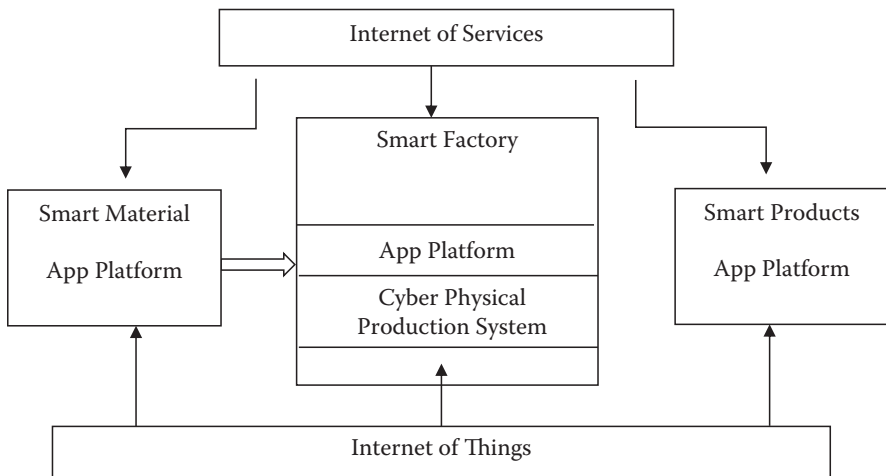 Internet of Services
Smart Factory
Smart Material
App Platform
App Platform
Cyber Physical
Production System
Smart Products
App Platform
Internet of Things